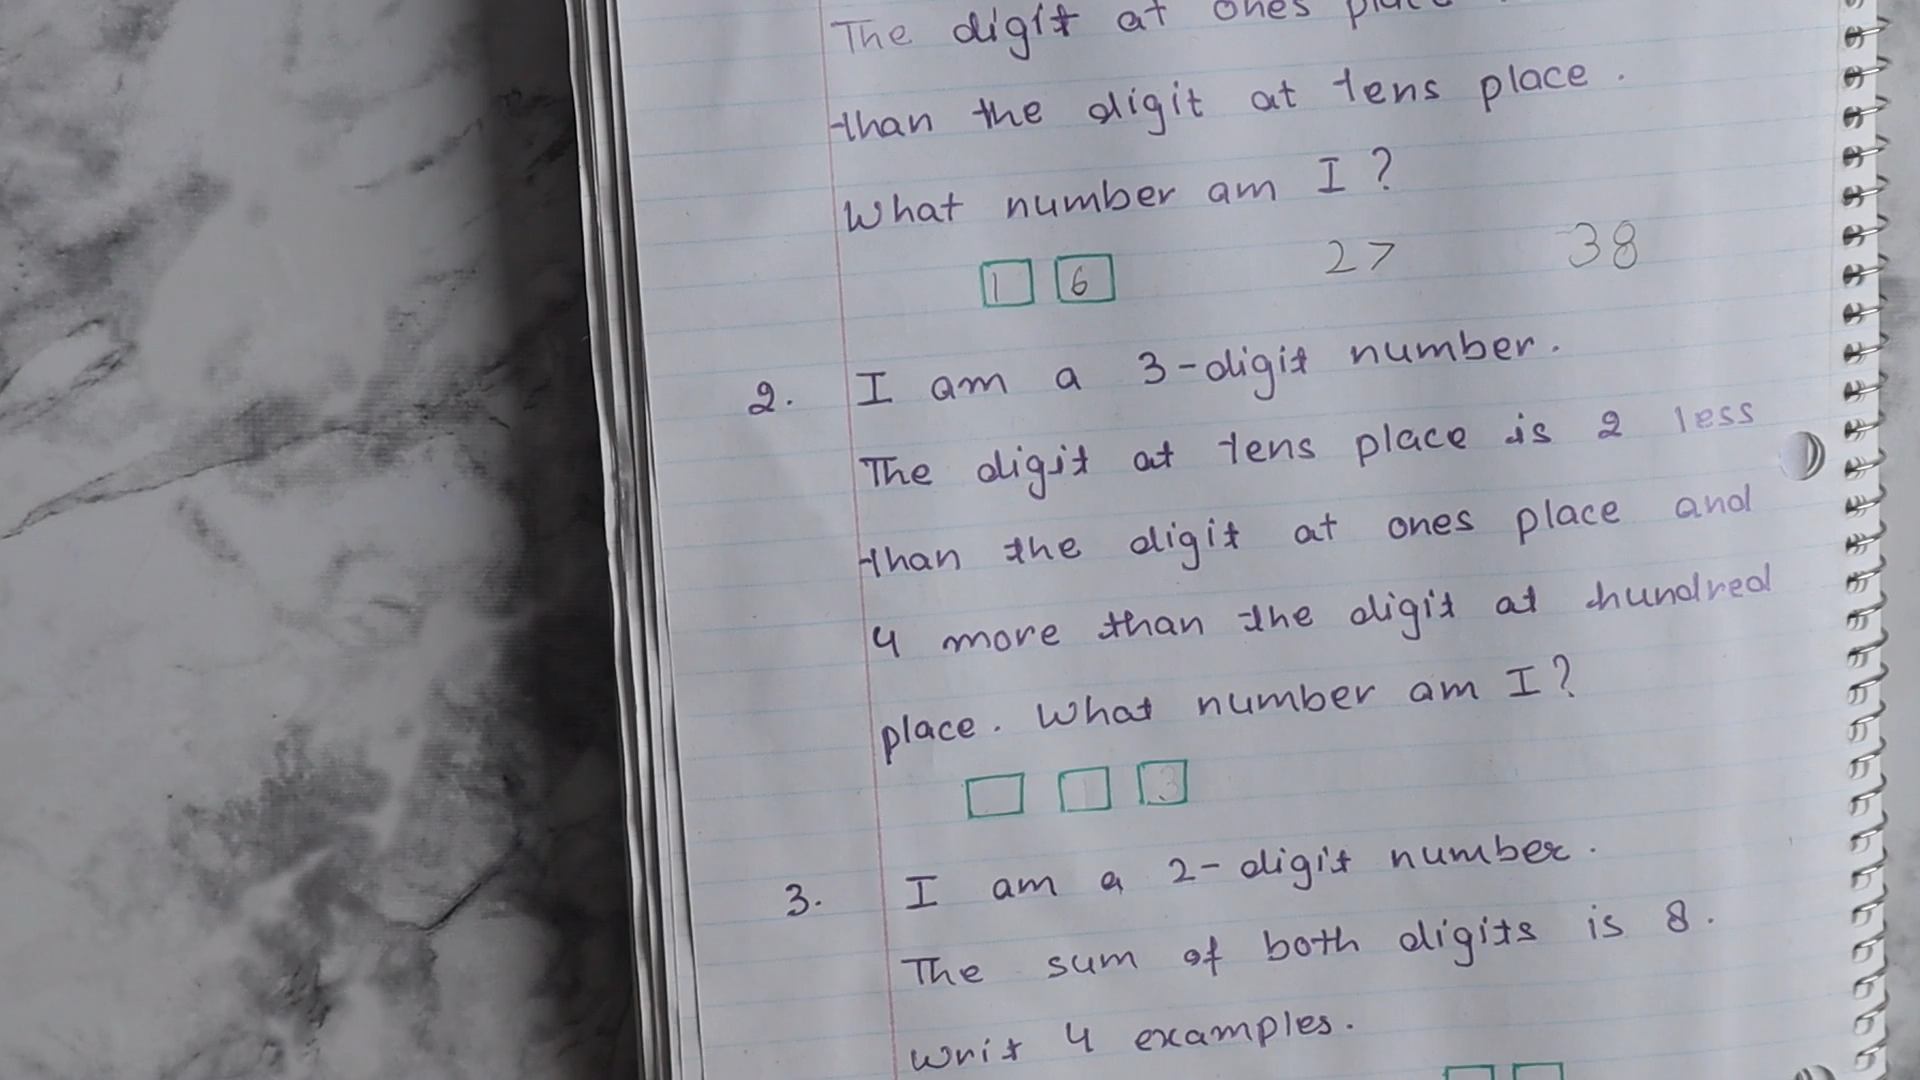 The digit at ones place
than the digit at tens place.
What number am I?
1 6 27 38
2. I am a 3-digit number.
The digit at tens place is 2 less
than the digit at ones place and
4 more than the digit at hundred
place. What number am I?
1 3
3. I am a 2-digit number.
The sum of both digits is 8.
Writ 4 examples.